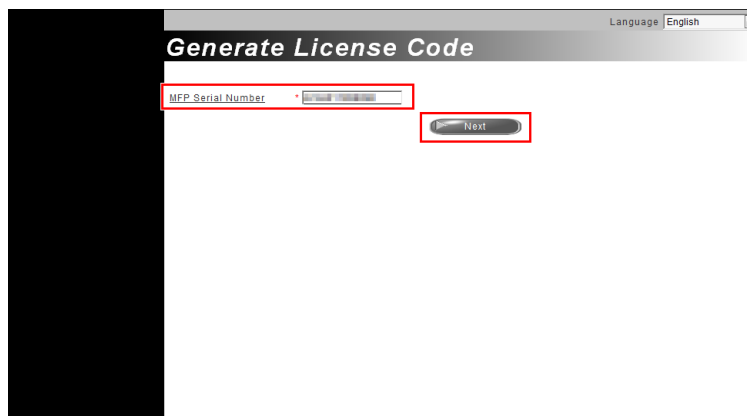 Language English
Generate License Code
MFP Serial Number *
Next